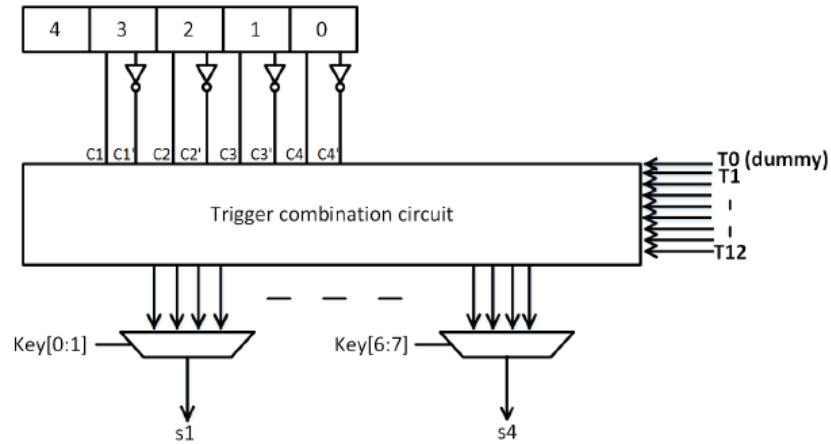 4 3 2 1 0
C1 C1' C2 C2' C3 C3' C4 C4'
T0 (dummy)
T1
Trigger combination circuit
T12
Key[0:1] Key[6:7]
s1 s4